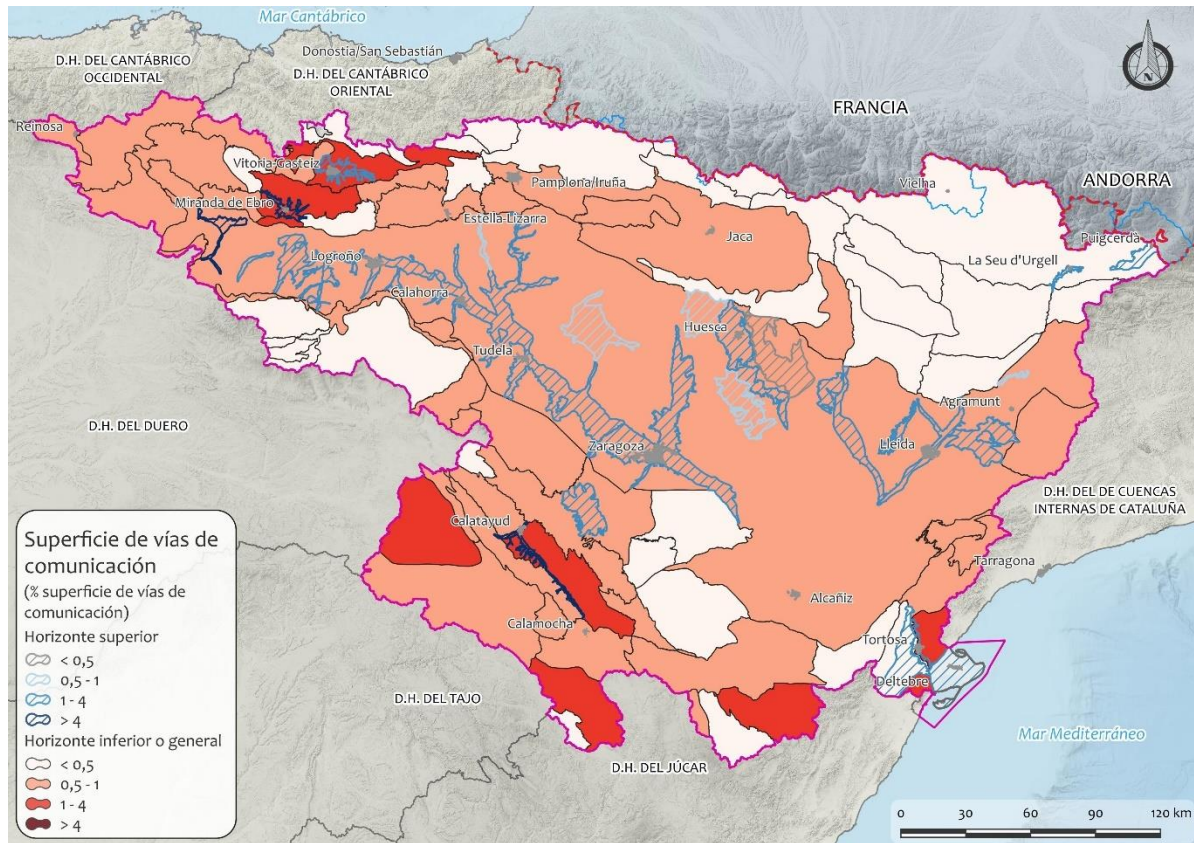 Mar Cantábrico
Donostia/San Sebastián
D.H. DEL CANTÁBRICO
OCCIDENTAL
D.H. DEL CANTÁBRICO
ORIENTAL
FRANCIA
N
Reinosa
Vitoria-Gasteiz
Pamplona/Iruña
Vielha
ANDORRA
Miranda de Ebro
Estella-Lizarra
Puigcerdà
Jaca
La Seu d'Urgell
Logroño
Calahorra
Huesca
Tudela
Agramunt
D.H. DEL DUERO
Zaragoza
Lleida
D.H. DEL DE CUENCAS
INTERNAS DE CATALUÑA
Calatayud
Tarragona
Alcañiz
Calamocha
Tortosa
Deltebre
D.H. DEL TAJO
Mar Mediterráneo
D.H. DEL JÚCAR
Superficie de vías de
comunicación
(% superficie de vías de
comunicación)
Horizonte superior
< 0,5
0,5 - 1
1 - 4
> 4
Horizonte inferior o general
< 0,5
0,5 - 1
1 - 4
> 4
0 30 60 90 120 km